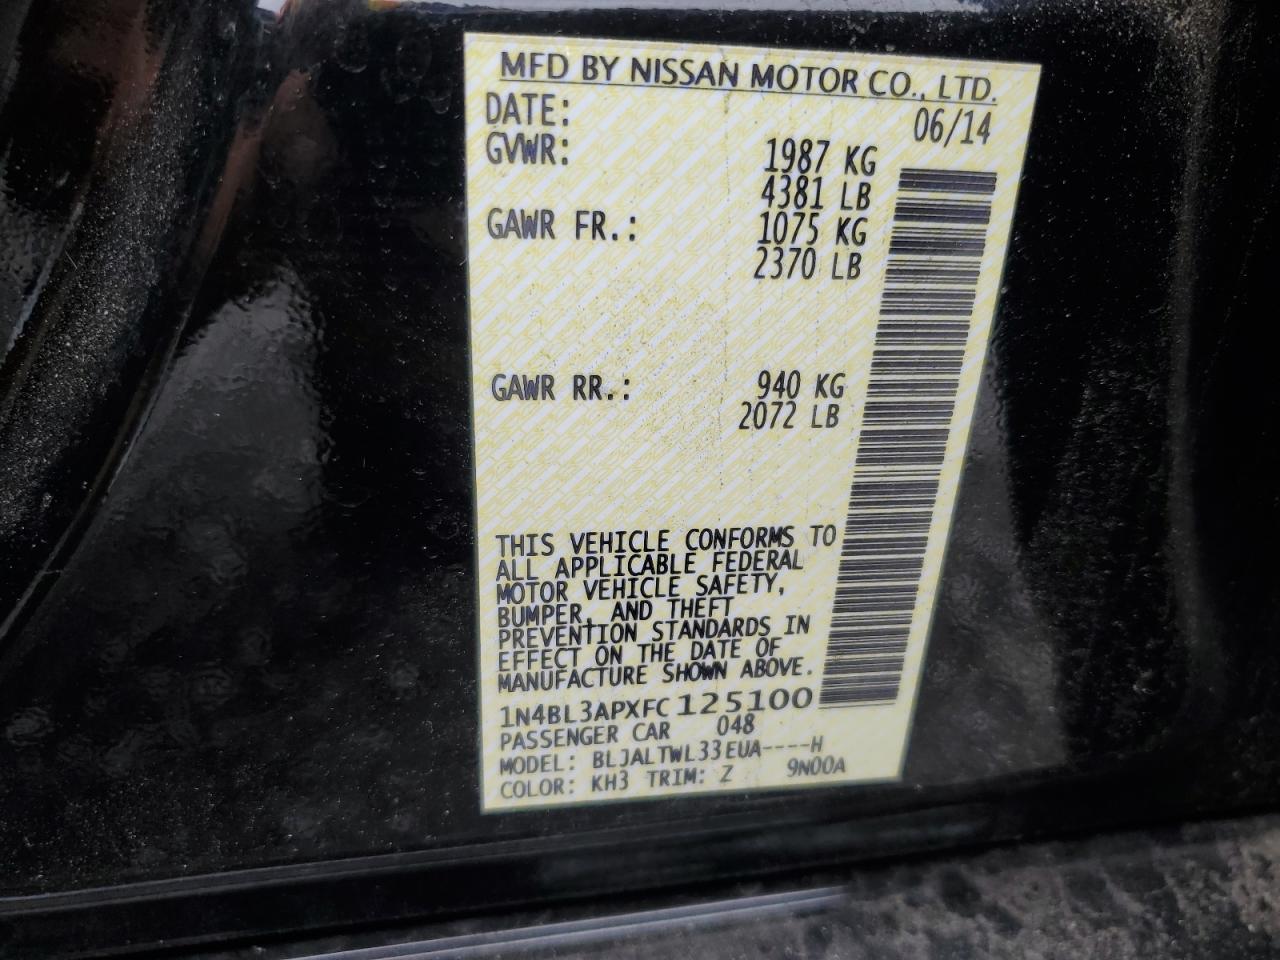 MFD BY NISSAN MOTOR CO., LTD.
DATE: 06/14
GVWR: 1987 KG
4381 LB
GAWR FR.: 1075 KG
2370 LB
GAWR RR.: 940 KG
2072 LB
THIS VEHICLE CONFORMS TO
ALL APPLICABLE FEDERAL
MOTOR VEHICLE SAFETY,
BUMPER, AND THEFT
PREVENTION STANDARDS IN
EFFECT ON THE DATE OF
MANUFACTURE SHOWN ABOVE.
1N4BL3APXFC125100
PASSENGER CAR 048
MODEL: BLJALTWL33EUA----H
COLOR: KH3 TRIM: Z 9N00A